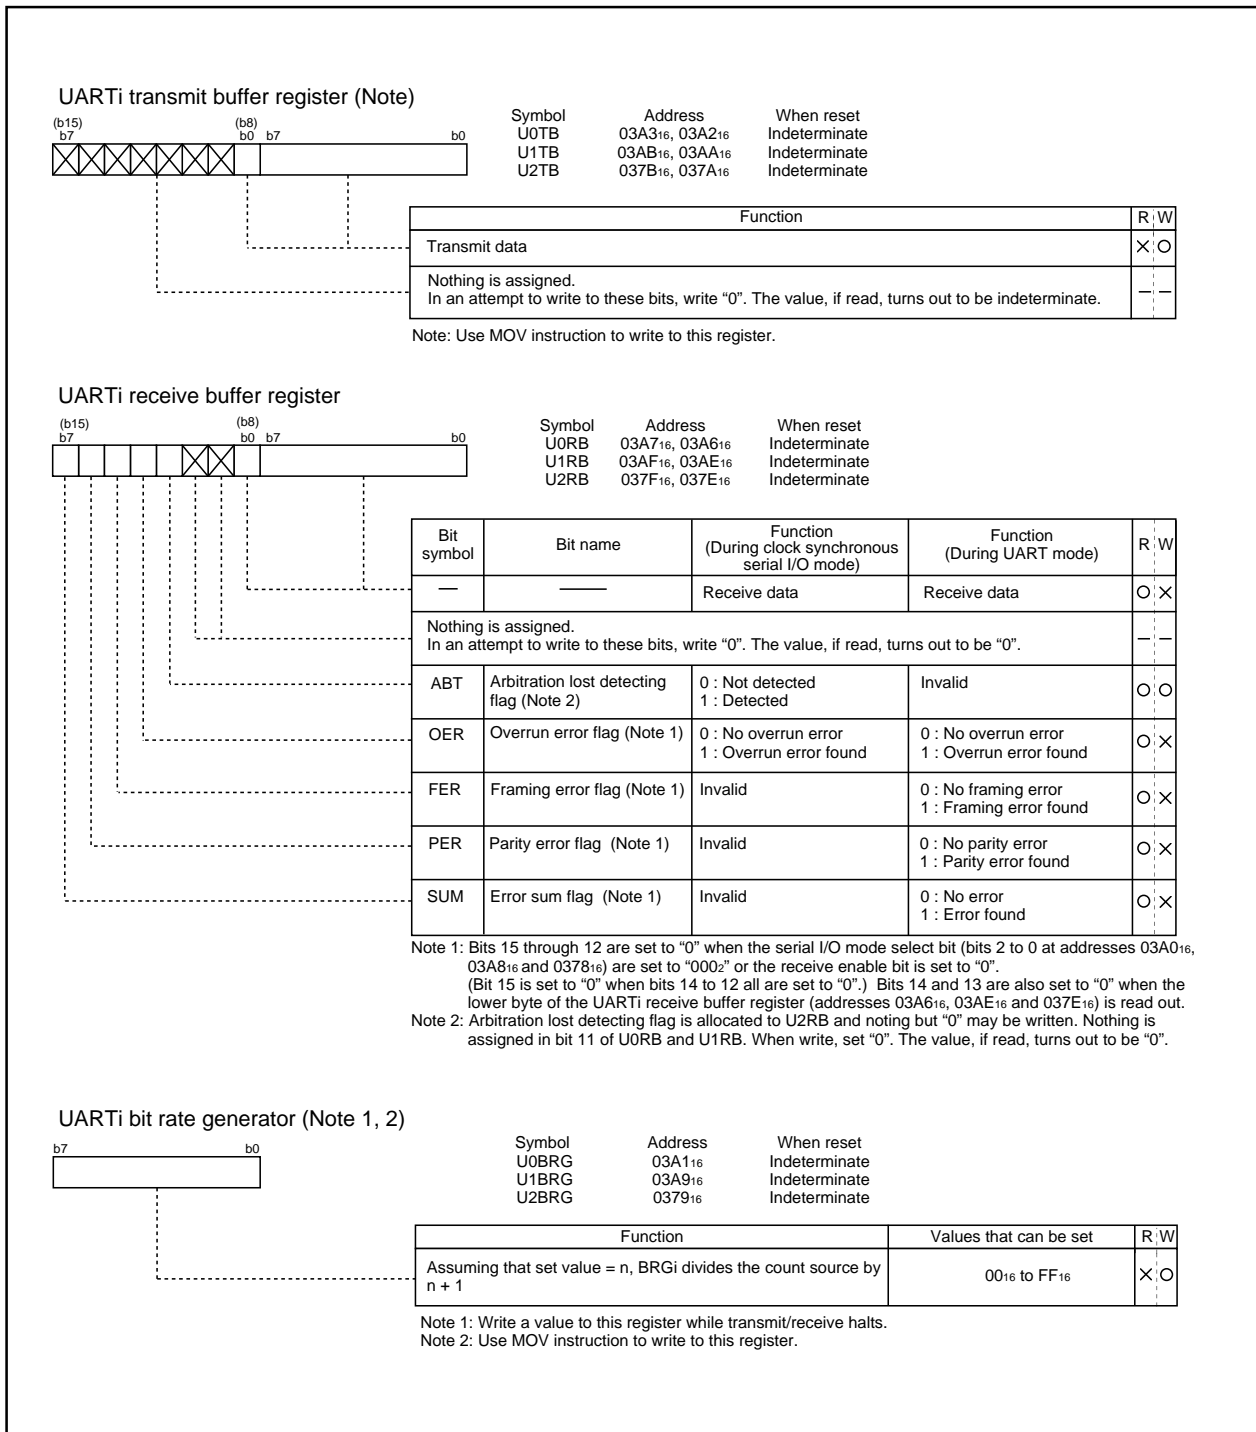 UARTi transmit buffer register (Note)
(b15) (b8)
b7 b0 b7 b0
Symbol Address When reset
U0TB 03A316, 03A216 Indeterminate
U1TB 03AB16, 03AA16 Indeterminate
U2TB 037B16, 037A16 Indeterminate
Function R W
Transmit data
Nothing is assigned.
In an attempt to write to these bits, write “0”. The value, if read, turns out to be indeterminate.
Note: Use MOV instruction to write to this register.
UARTi receive buffer register
(b15) (b8)
b7 b0 b7 b0
Symbol Address When reset
U0RB 03A716, 03A616 Indeterminate
U1RB 03AF16, 03AE16 Indeterminate
U2RB 037F16, 037E16 Indeterminate
Bit symbol Bit name Function (During clock synchronous serial I/O mode) Function (During UART mode) R W
Receive data Receive data
Nothing is assigned.
In an attempt to write to these bits, write “0”. The value, if read, turns out to be “0”.
ABT Arbitration lost detecting flag (Note 2) 0 : Not detected 1 : Detected Invalid
OER Overrun error flag (Note 1) 0 : No overrun error 1 : Overrun error found 0 : No overrun error 1 : Overrun error found
FER Framing error flag (Note 1) Invalid 0 : No framing error 1 : Framing error found
PER Parity error flag (Note 1) Invalid 0 : No parity error 1 : Parity error found
SUM Error sum flag (Note 1) Invalid 0 : No error 1 : Error found
Note 1: Bits 15 through 12 are set to “0” when the serial I/O mode select bit (bits 2 to 0 at addresses 03A016,
03A816 and 037816) are set to “0002” or the receive enable bit is set to “0”.
(Bit 15 is set to “0” when bits 14 to 12 all are set to “0”.) Bits 14 and 13 are also set to “0” when the
lower byte of the UARTi receive buffer register (addresses 03A616, 03AE16 and 037E16) is read out.
Note 2: Arbitration lost detecting flag is allocated to U2RB and noting but “0” may be written. Nothing is
assigned in bit 11 of U0RB and U1RB. When write, set “0”. The value, if read, turns out to be “0”.
UARTi bit rate generator (Note 1, 2)
b7 b0
Symbol Address When reset
U0BRG 03A116 Indeterminate
U1BRG 03A916 Indeterminate
U2BRG 037916 Indeterminate
Function Values that can be set R W
Assuming that set value = n, BRGi divides the count source by
n + 1 0016 to FF16
Note 1: Write a value to this register while transmit/receive halts.
Note 2: Use MOV instruction to write to this register.